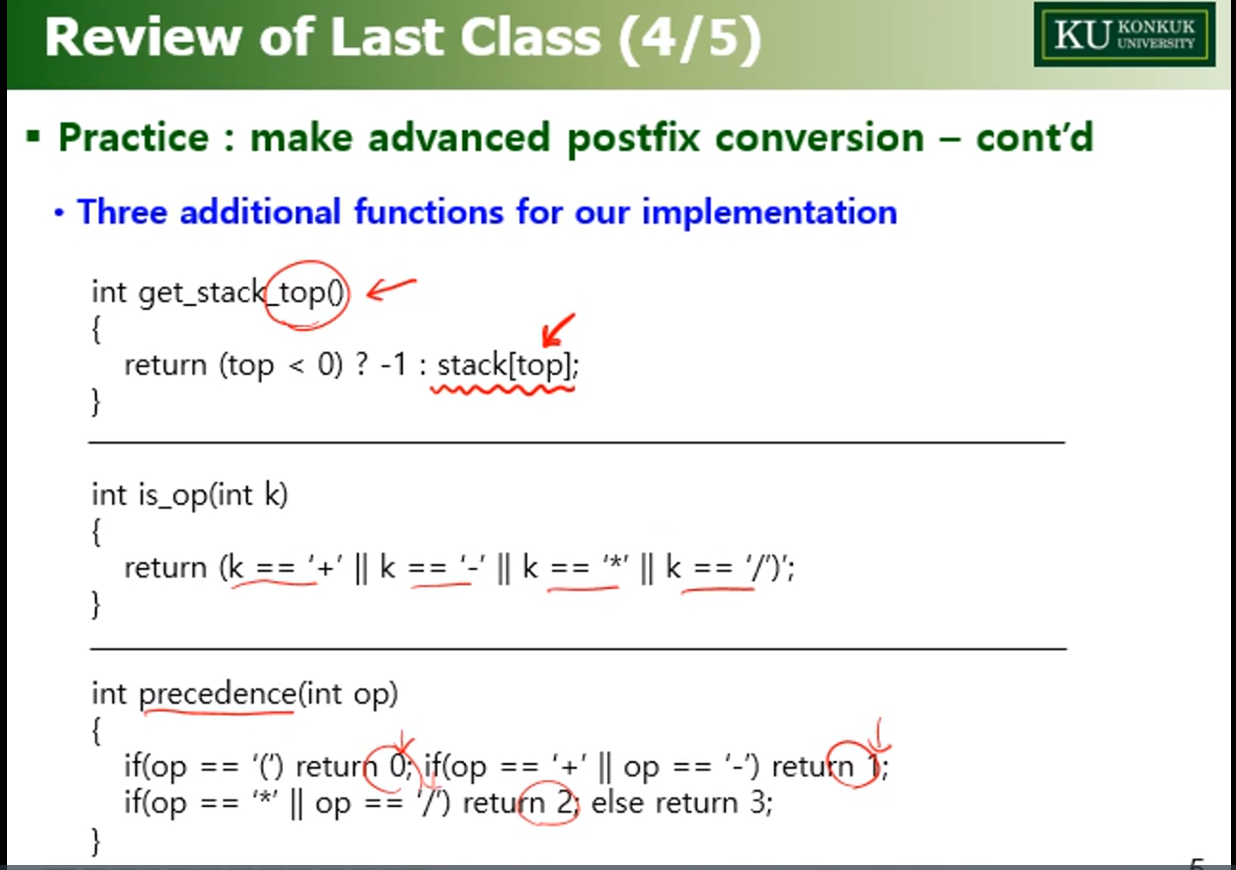 Review of Last Class (4/5)
KU KONKUK
UNIVERSITY
▪ Practice : make advanced postfix conversion – cont’d
• Three additional functions for our implementation
int get_stack_top()
{
return (top < 0) ? -1 : stack[top];
}
int is_op(int k)
{
return (k == ‘+’ || k == ‘-’ || k == ‘*’ || k == ‘/’)’;
}
int precedence(int op)
{
if(op == ‘(’) return 0; if(op == ‘+’ || op == ‘-’) return 1;
if(op == ‘*’ || op == ‘/’) return 2; else return 3;
}